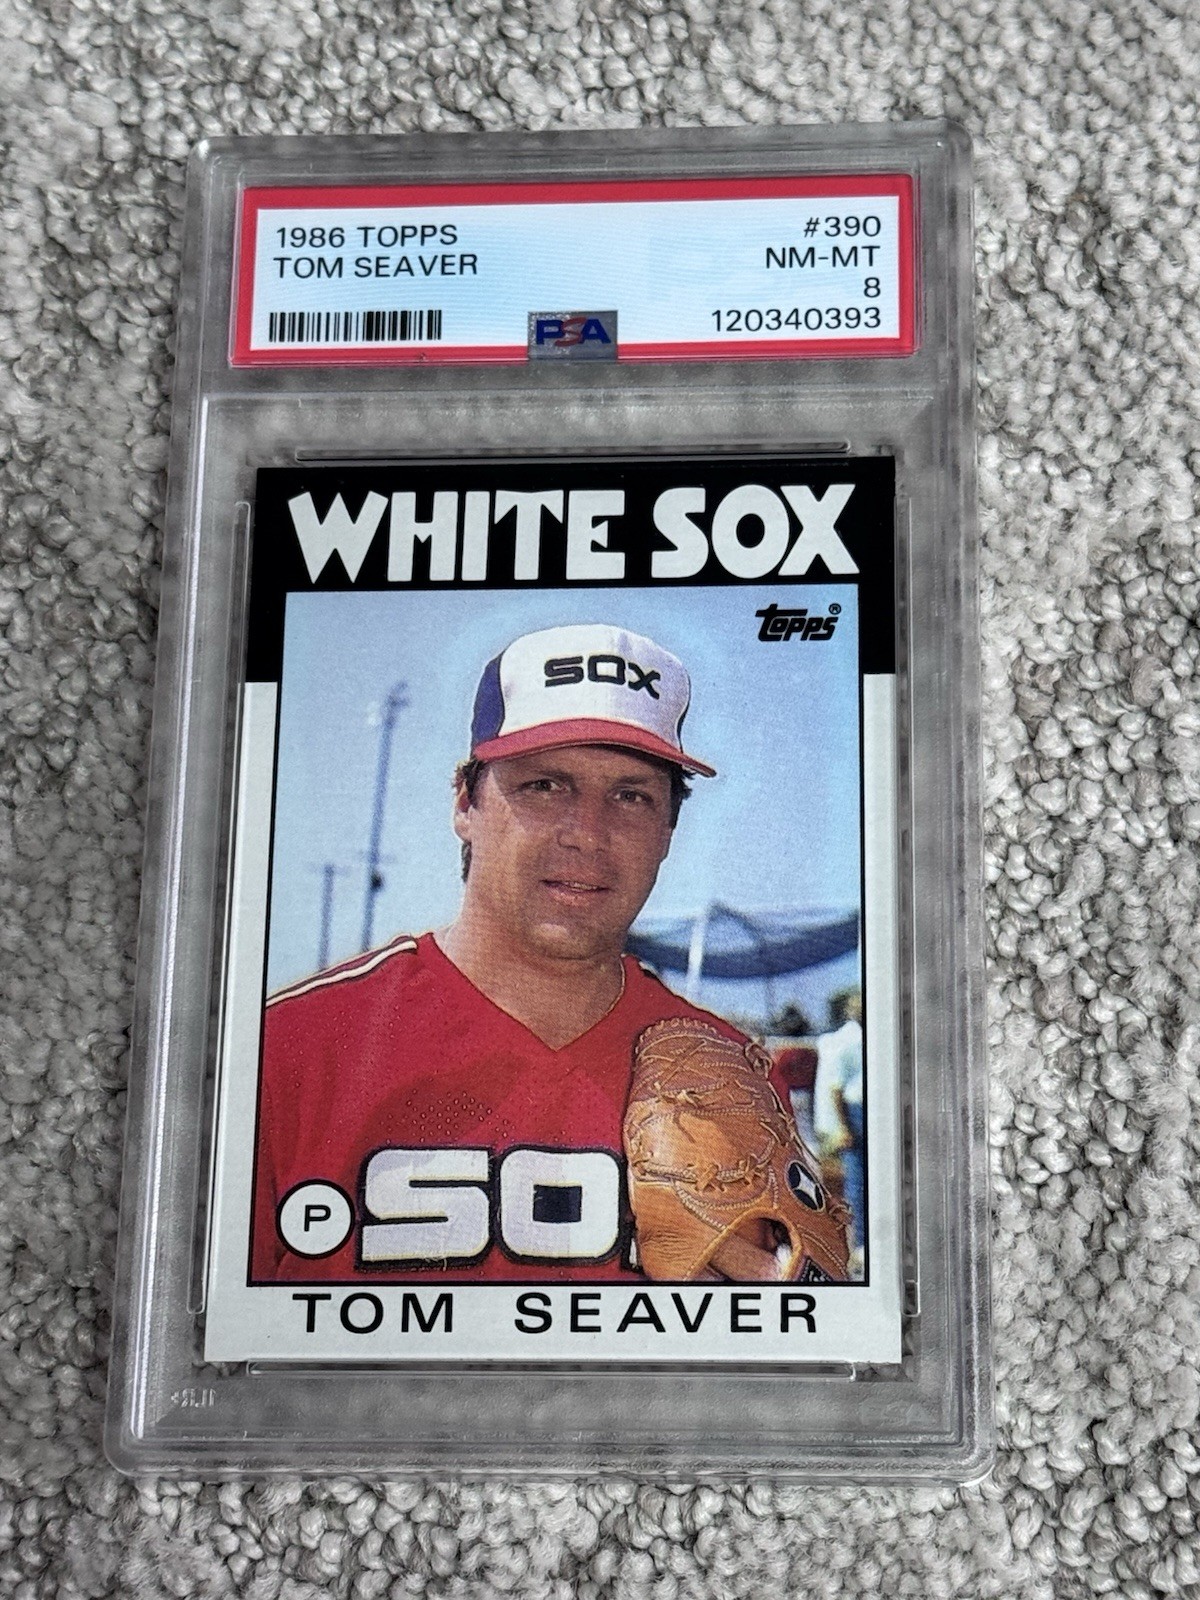 1986 TOPPS #390
TOM SEAVER NM-MT
8
PSA 120340393
WHITE SOX
topps®
SOX
P SO
TOM SEAVER